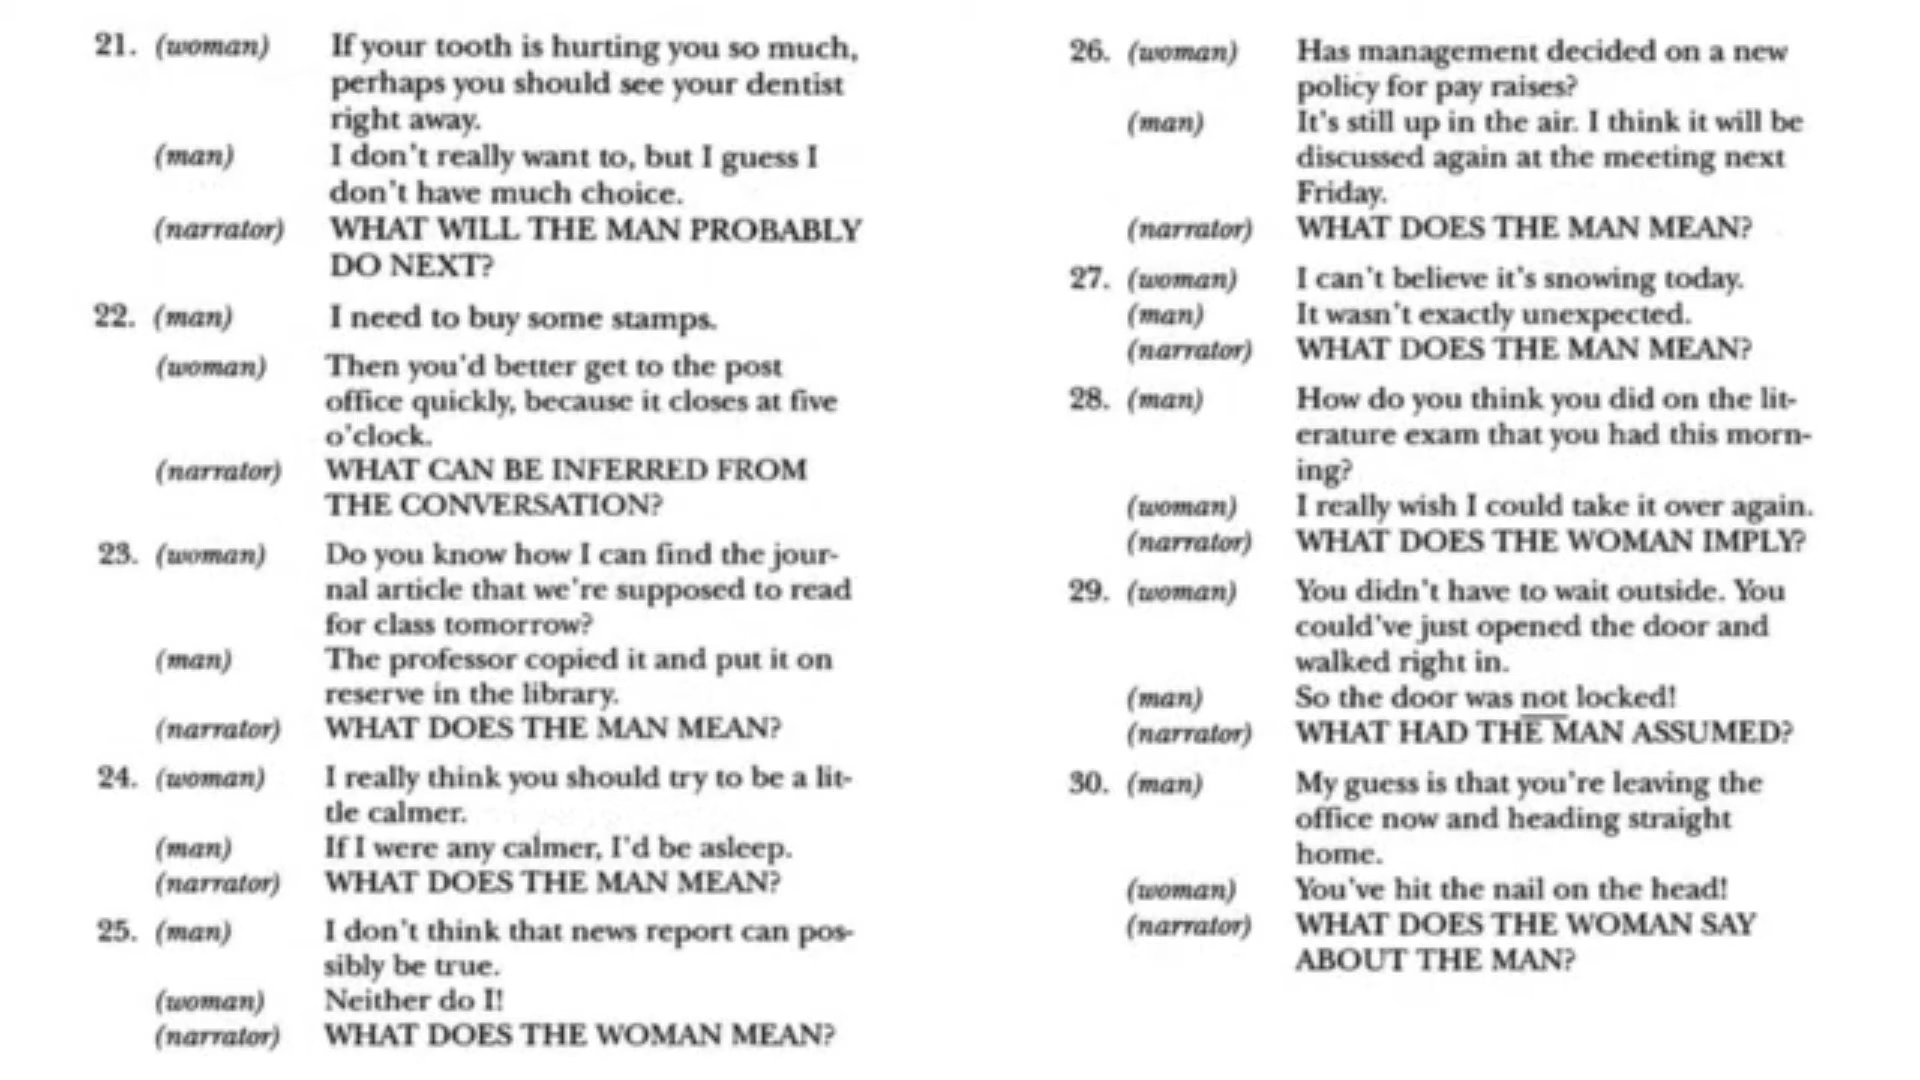 21. (woman) If your tooth is hurting you so much,
perhaps you should see your dentist
right away.
(man) I don't really want to, but I guess I
don't have much choice.
(narrator) WHAT WILL THE MAN PROBABLY
DO NEXT?
22. (man) I need to buy some stamps.
(woman) Then you'd better get to the post
office quickly, because it closes at five
o'clock.
(narrator) WHAT CAN BE INFERRED FROM
THE CONVERSATION?
23. (woman) Do you know how I can find the jour-
nal article that we're supposed to read
for class tomorrow?
(man) The professor copied it and put it on
reserve in the library.
(narrator) WHAT DOES THE MAN MEAN?
24. (woman) I really think you should try to be a lit-
tle calmer.
(man) If I were any calmer, I'd be asleep.
(narrator) WHAT DOES THE MAN MEAN?
25. (man) I don't think that news report can pos-
sibly be true.
(woman) Neither do I!
(narrator) WHAT DOES THE WOMAN MEAN?
26. (woman) Has management decided on a new
policy for pay raises?
(man) It's still up in the air. I think it will be
discussed again at the meeting next
Friday.
(narrator) WHAT DOES THE MAN MEAN?
27. (woman) I can't believe it's snowing today.
(man) It wasn't exactly unexpected.
(narrator) WHAT DOES THE MAN MEAN?
28. (man) How do you think you did on the lit-
erature exam that you had this morn-
ing?
(woman) I really wish I could take it over again.
(narrator) WHAT DOES THE WOMAN IMPLY?
29. (woman) You didn't have to wait outside. You
could've just opened the door and
walked right in.
(man) So the door was not locked!
(narrator) WHAT HAD THE MAN ASSUMED?
30. (man) My guess is that you're leaving the
office now and heading straight
home.
(woman) You've hit the nail on the head!
(narrator) WHAT DOES THE WOMAN SAY
ABOUT THE MAN?